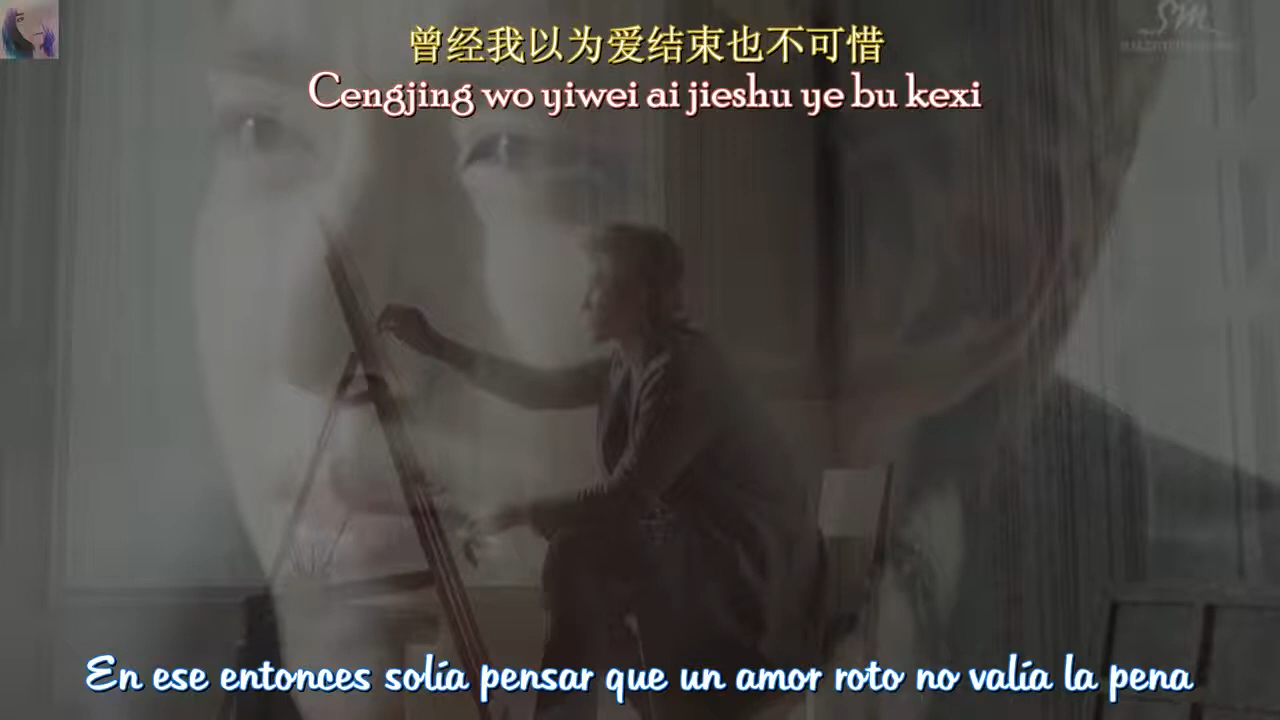 SM
曾经我以为爱结束也不可惜
Cengjing wo yiwei ai jieshu ye bu kexi
En ese entonces solía pensar que un amor roto no valía la pena